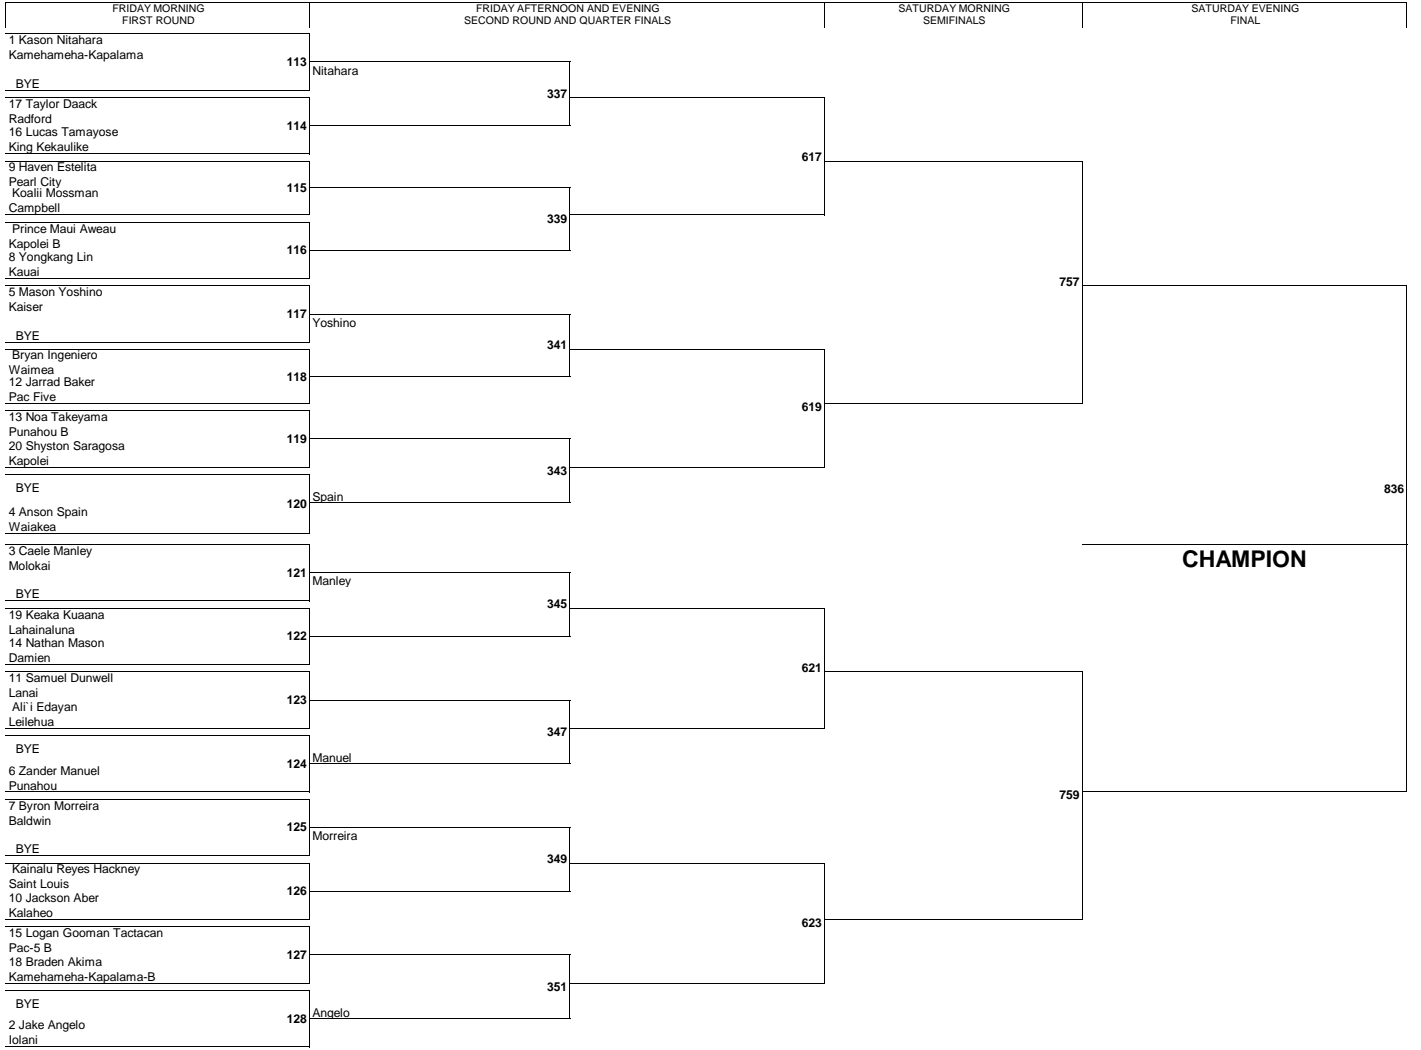 FRIDAY MORNING
FIRST ROUND
FRIDAY AFTERNOON AND EVENING
SECOND ROUND AND QUARTER FINALS
SATURDAY MORNING
SEMIFINALS
SATURDAY EVENING
FINAL
1 Kason Nitahara
Kamehameha-Kapalama
113
BYE
Nitahara
337
17 Taylor Daack
Radford
16 Lucas Tamayose
King Kekaulike
114
617
9 Haven Estelita
Pearl City
Koalii Mossman
Campbell
115
339
Prince Maui Aweau
Kapolei B
8 Yongkang Lin
Kauai
116
757
5 Mason Yoshino
Kaiser
117
BYE
Yoshino
341
Bryan Ingeniero
Waimea
12 Jarrad Baker
Pac Five
118
619
13 Noa Takeyama
Punahou B
20 Shyston Saragosa
Kapolei
119
343
BYE
120
4 Anson Spain
Waiakea
Spain
836
CHAMPION
3 Caele Manley
Molokai
121
BYE
Manley
345
19 Keaka Kuaana
Lahainaluna
14 Nathan Mason
Damien
122
621
11 Samuel Dunwell
Lanai
Ali`i Edayan
Leilehua
123
347
BYE
124
6 Zander Manuel
Punahou
Manuel
759
7 Byron Morreira
Baldwin
125
BYE
Morreira
349
Kainalu Reyes Hackney
Saint Louis
10 Jackson Aber
Kalaheo
126
623
15 Logan Gooman Tactacan
Pac-5 B
18 Braden Akima
Kamehameha-Kapalama-B
127
351
BYE
128
2 Jake Angelo
Iolani
Angelo